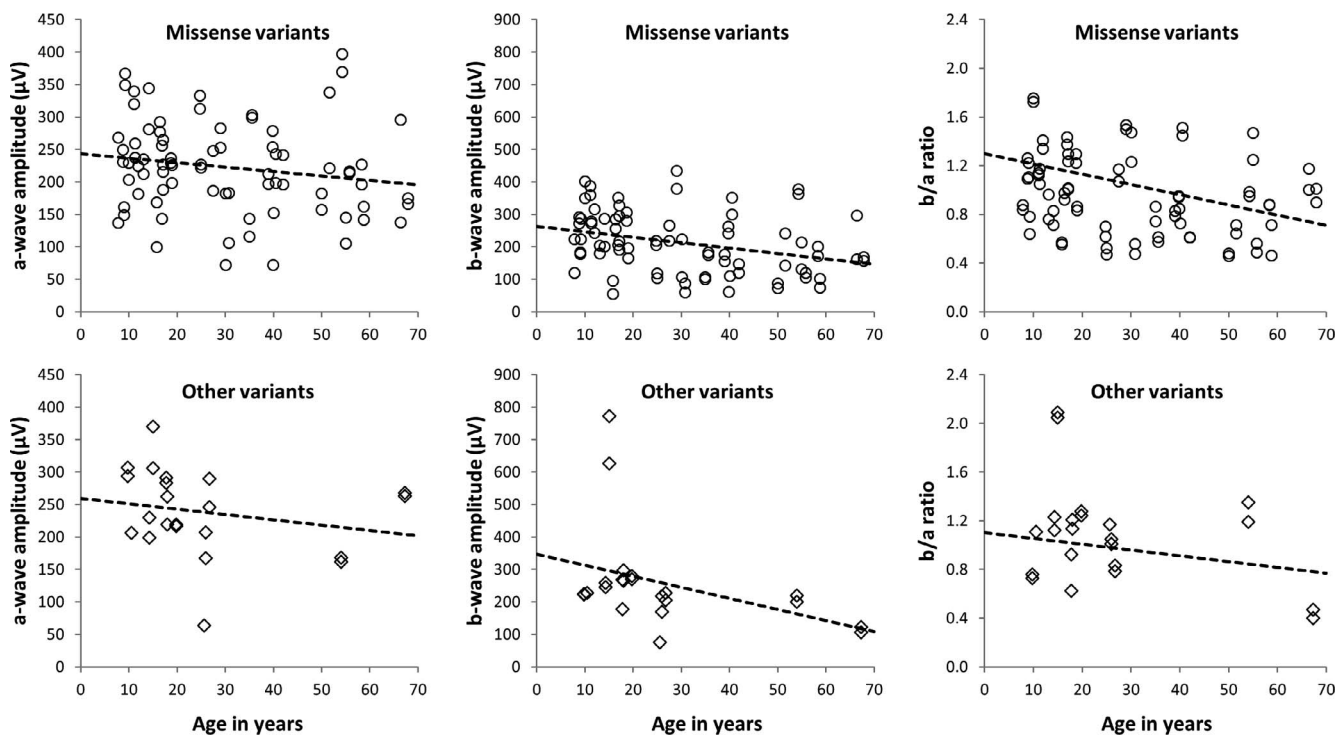 Missense variants
a-wave amplitude (µV)
450
400
350
300
250
200
150
100
50
0
0 10 20 30 40 50 60 70
Missense variants
b-wave amplitude (µV)
900
800
700
600
500
400
300
200
100
0
0 10 20 30 40 50 60 70
Missense variants
b/a ratio
2.4
2.0
1.6
1.2
0.8
0.4
0.0
0 10 20 30 40 50 60 70
Other variants
a-wave amplitude (µV)
450
400
350
300
250
200
150
100
50
0
0 10 20 30 40 50 60 70
Age in years
Other variants
b-wave amplitude (µV)
900
800
700
600
500
400
300
200
100
0
0 10 20 30 40 50 60 70
Age in years
Other variants
b/a ratio
2.4
2.0
1.6
1.2
0.8
0.4
0.0
0 10 20 30 40 50 60 70
Age in years